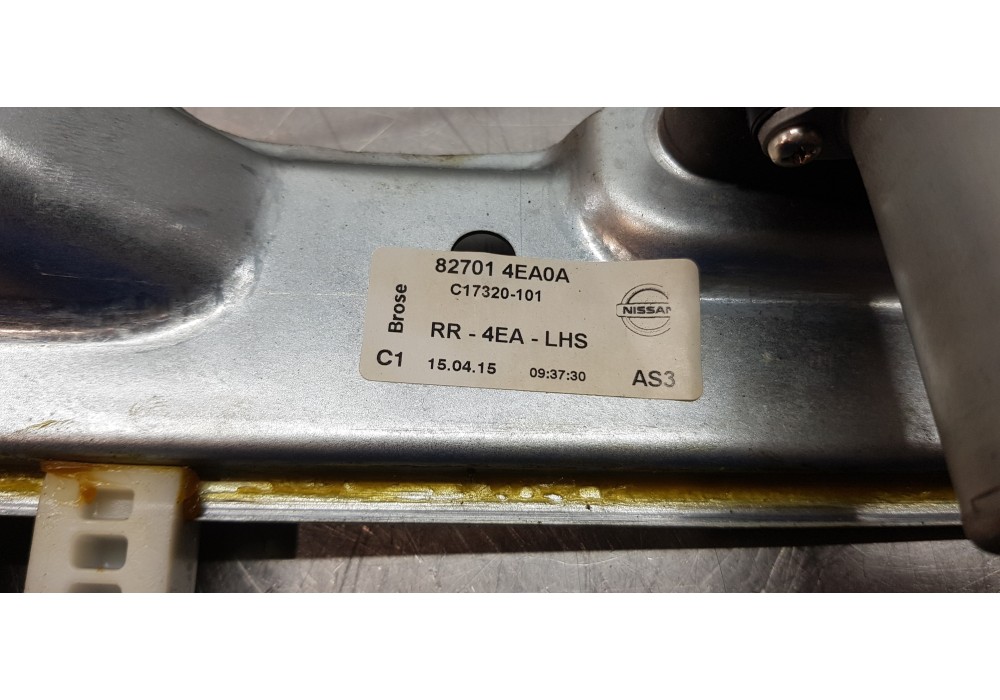 82701 4EA0A
C17320-101
Brose
NISSAN
RR - 4EA - LHS
C1 15.04.15 09:37:30 AS3